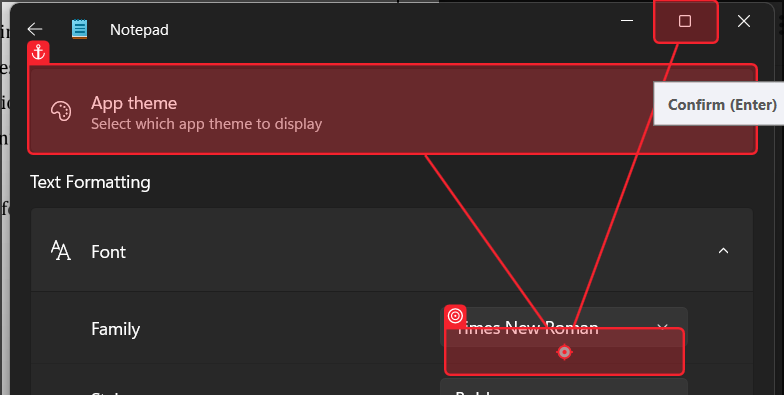 Notepad
App theme
Select which app theme to display
Confirm (Enter)
Text Formatting
Font
Family
Times New Roman